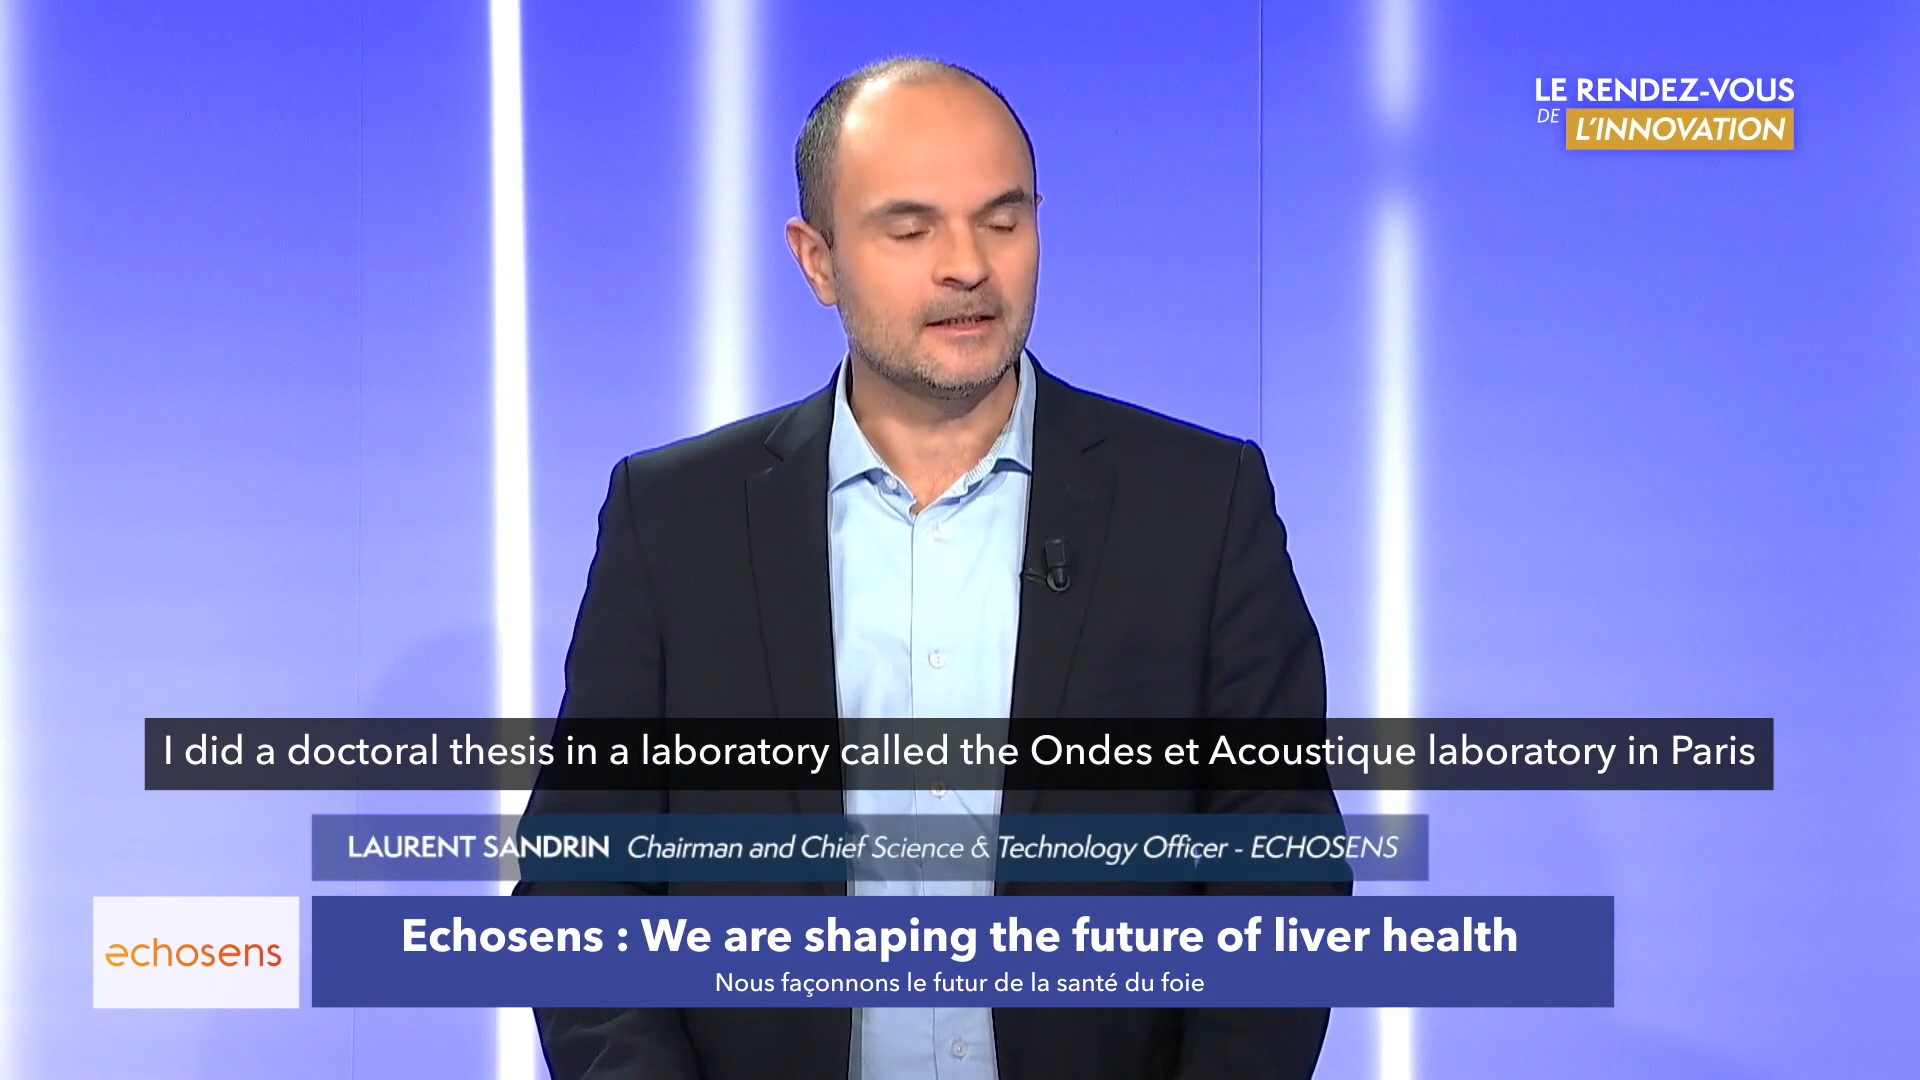 LE RENDEZ-VOUS
DE L'INNOVATION
I did a doctoral thesis in a laboratory called the Ondes et Acoustique laboratory in Paris
LAURENT SANDRIN Chairman and Chief Science & Technology Officer - ECHOSENS
echosens
Echosens : We are shaping the future of liver health
Nous façonnons le futur de la santé du foie